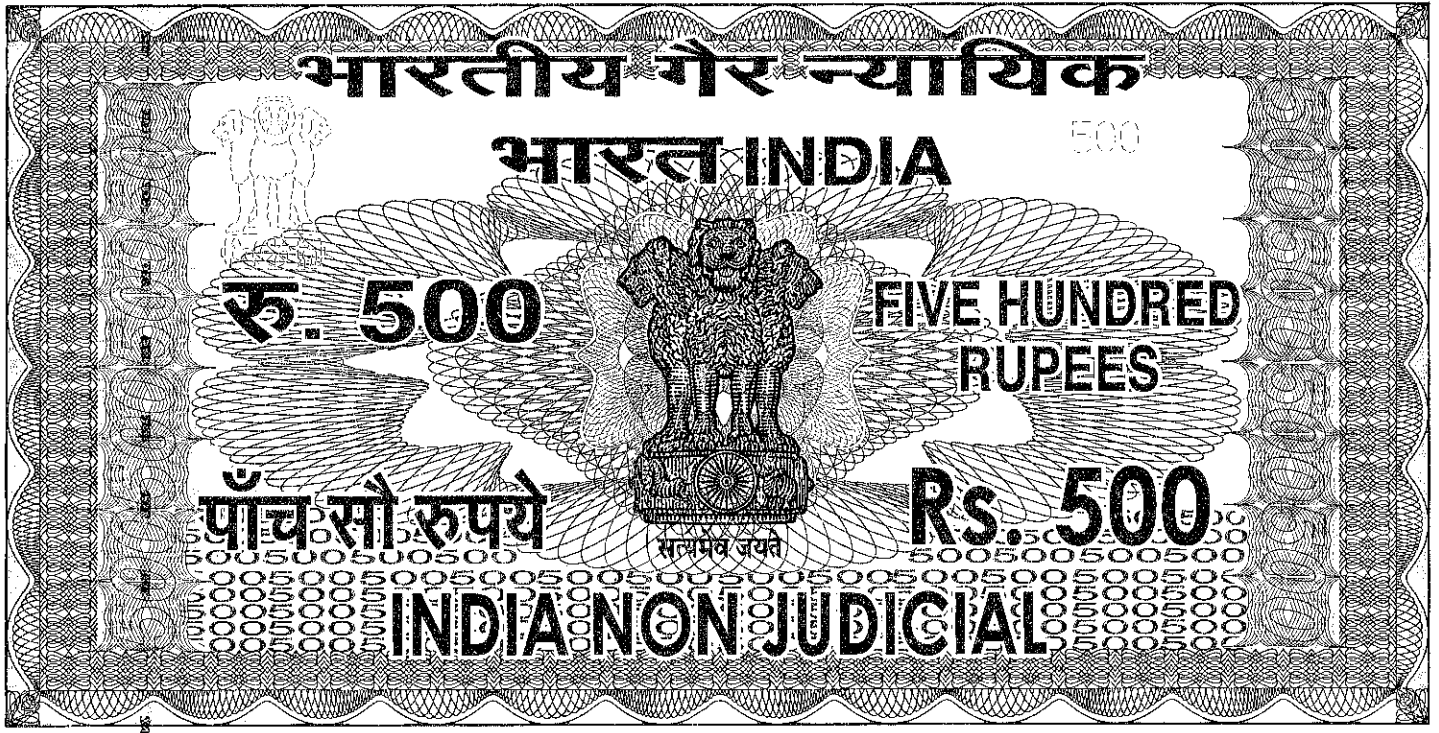 भारतीय गैर न्यायिक
500
भारत INDIA
रु. 500
FIVE HUNDRED
RUPEES
पाँच सौ रुपये
Rs. 500
सत्यमेव जयते
INDIA NON JUDICIAL